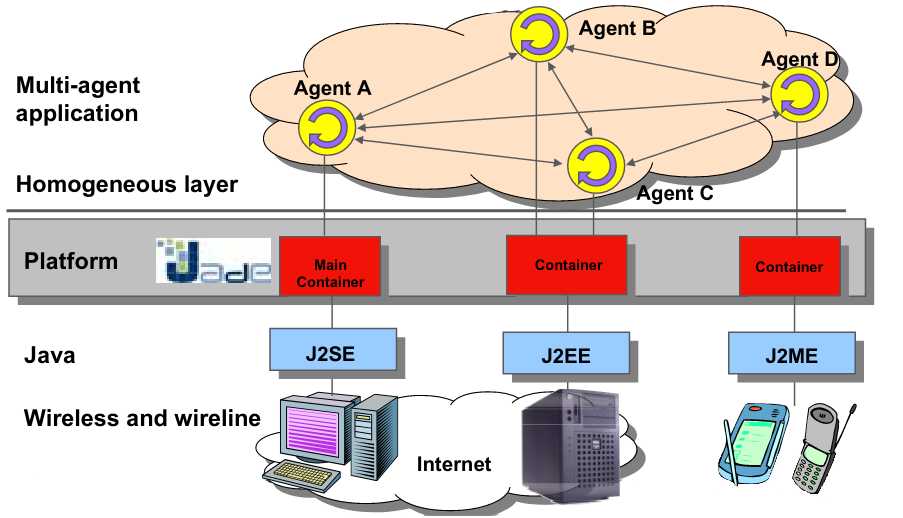 Agent B
Multi-agent
application
Agent D
Agent A
Homogeneous layer
Agent C
Platform
Jade
Main
Container
Container
Container
Java
J2SE
J2EE
J2ME
Wireless and wireline
Internet